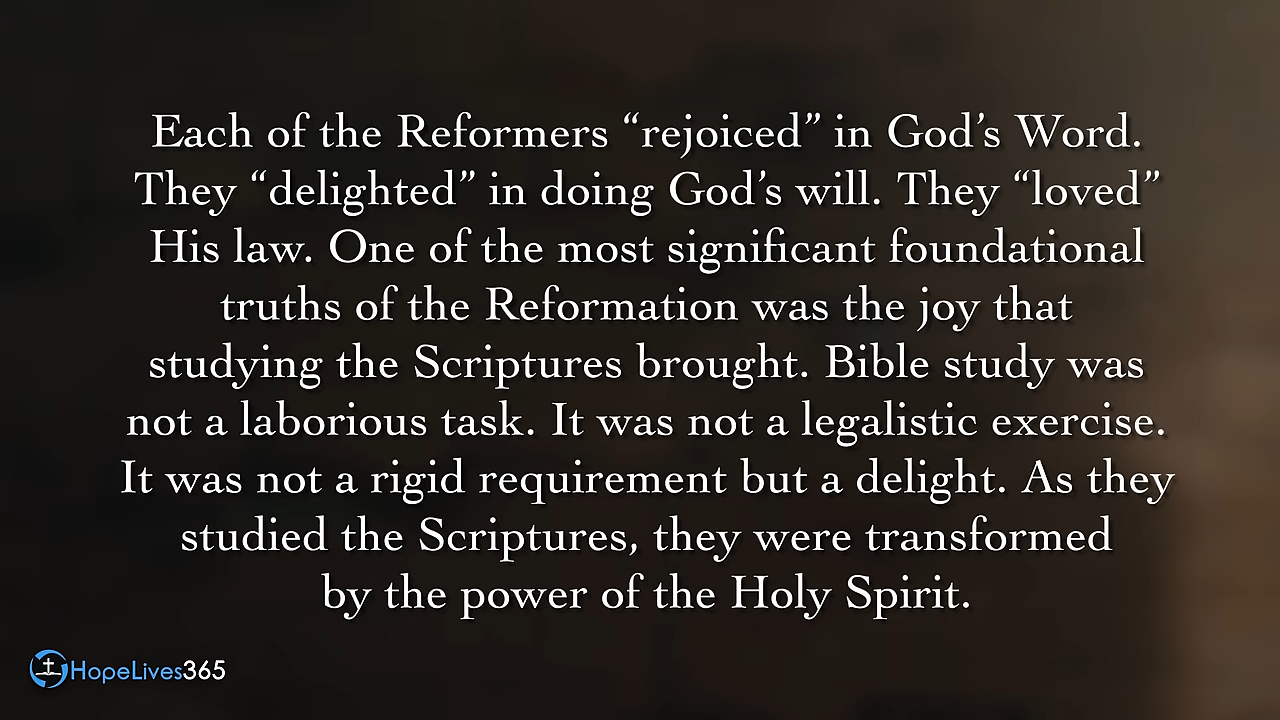 Each of the Reformers “rejoiced” in God’s Word.
They “delighted” in doing God’s will. They “loved”
His law. One of the most significant foundational
truths of the Reformation was the joy that
studying the Scriptures brought. Bible study was
not a laborious task. It was not a legalistic exercise.
It was not a rigid requirement but a delight. As they
studied the Scriptures, they were transformed
by the power of the Holy Spirit.
HopeLives365